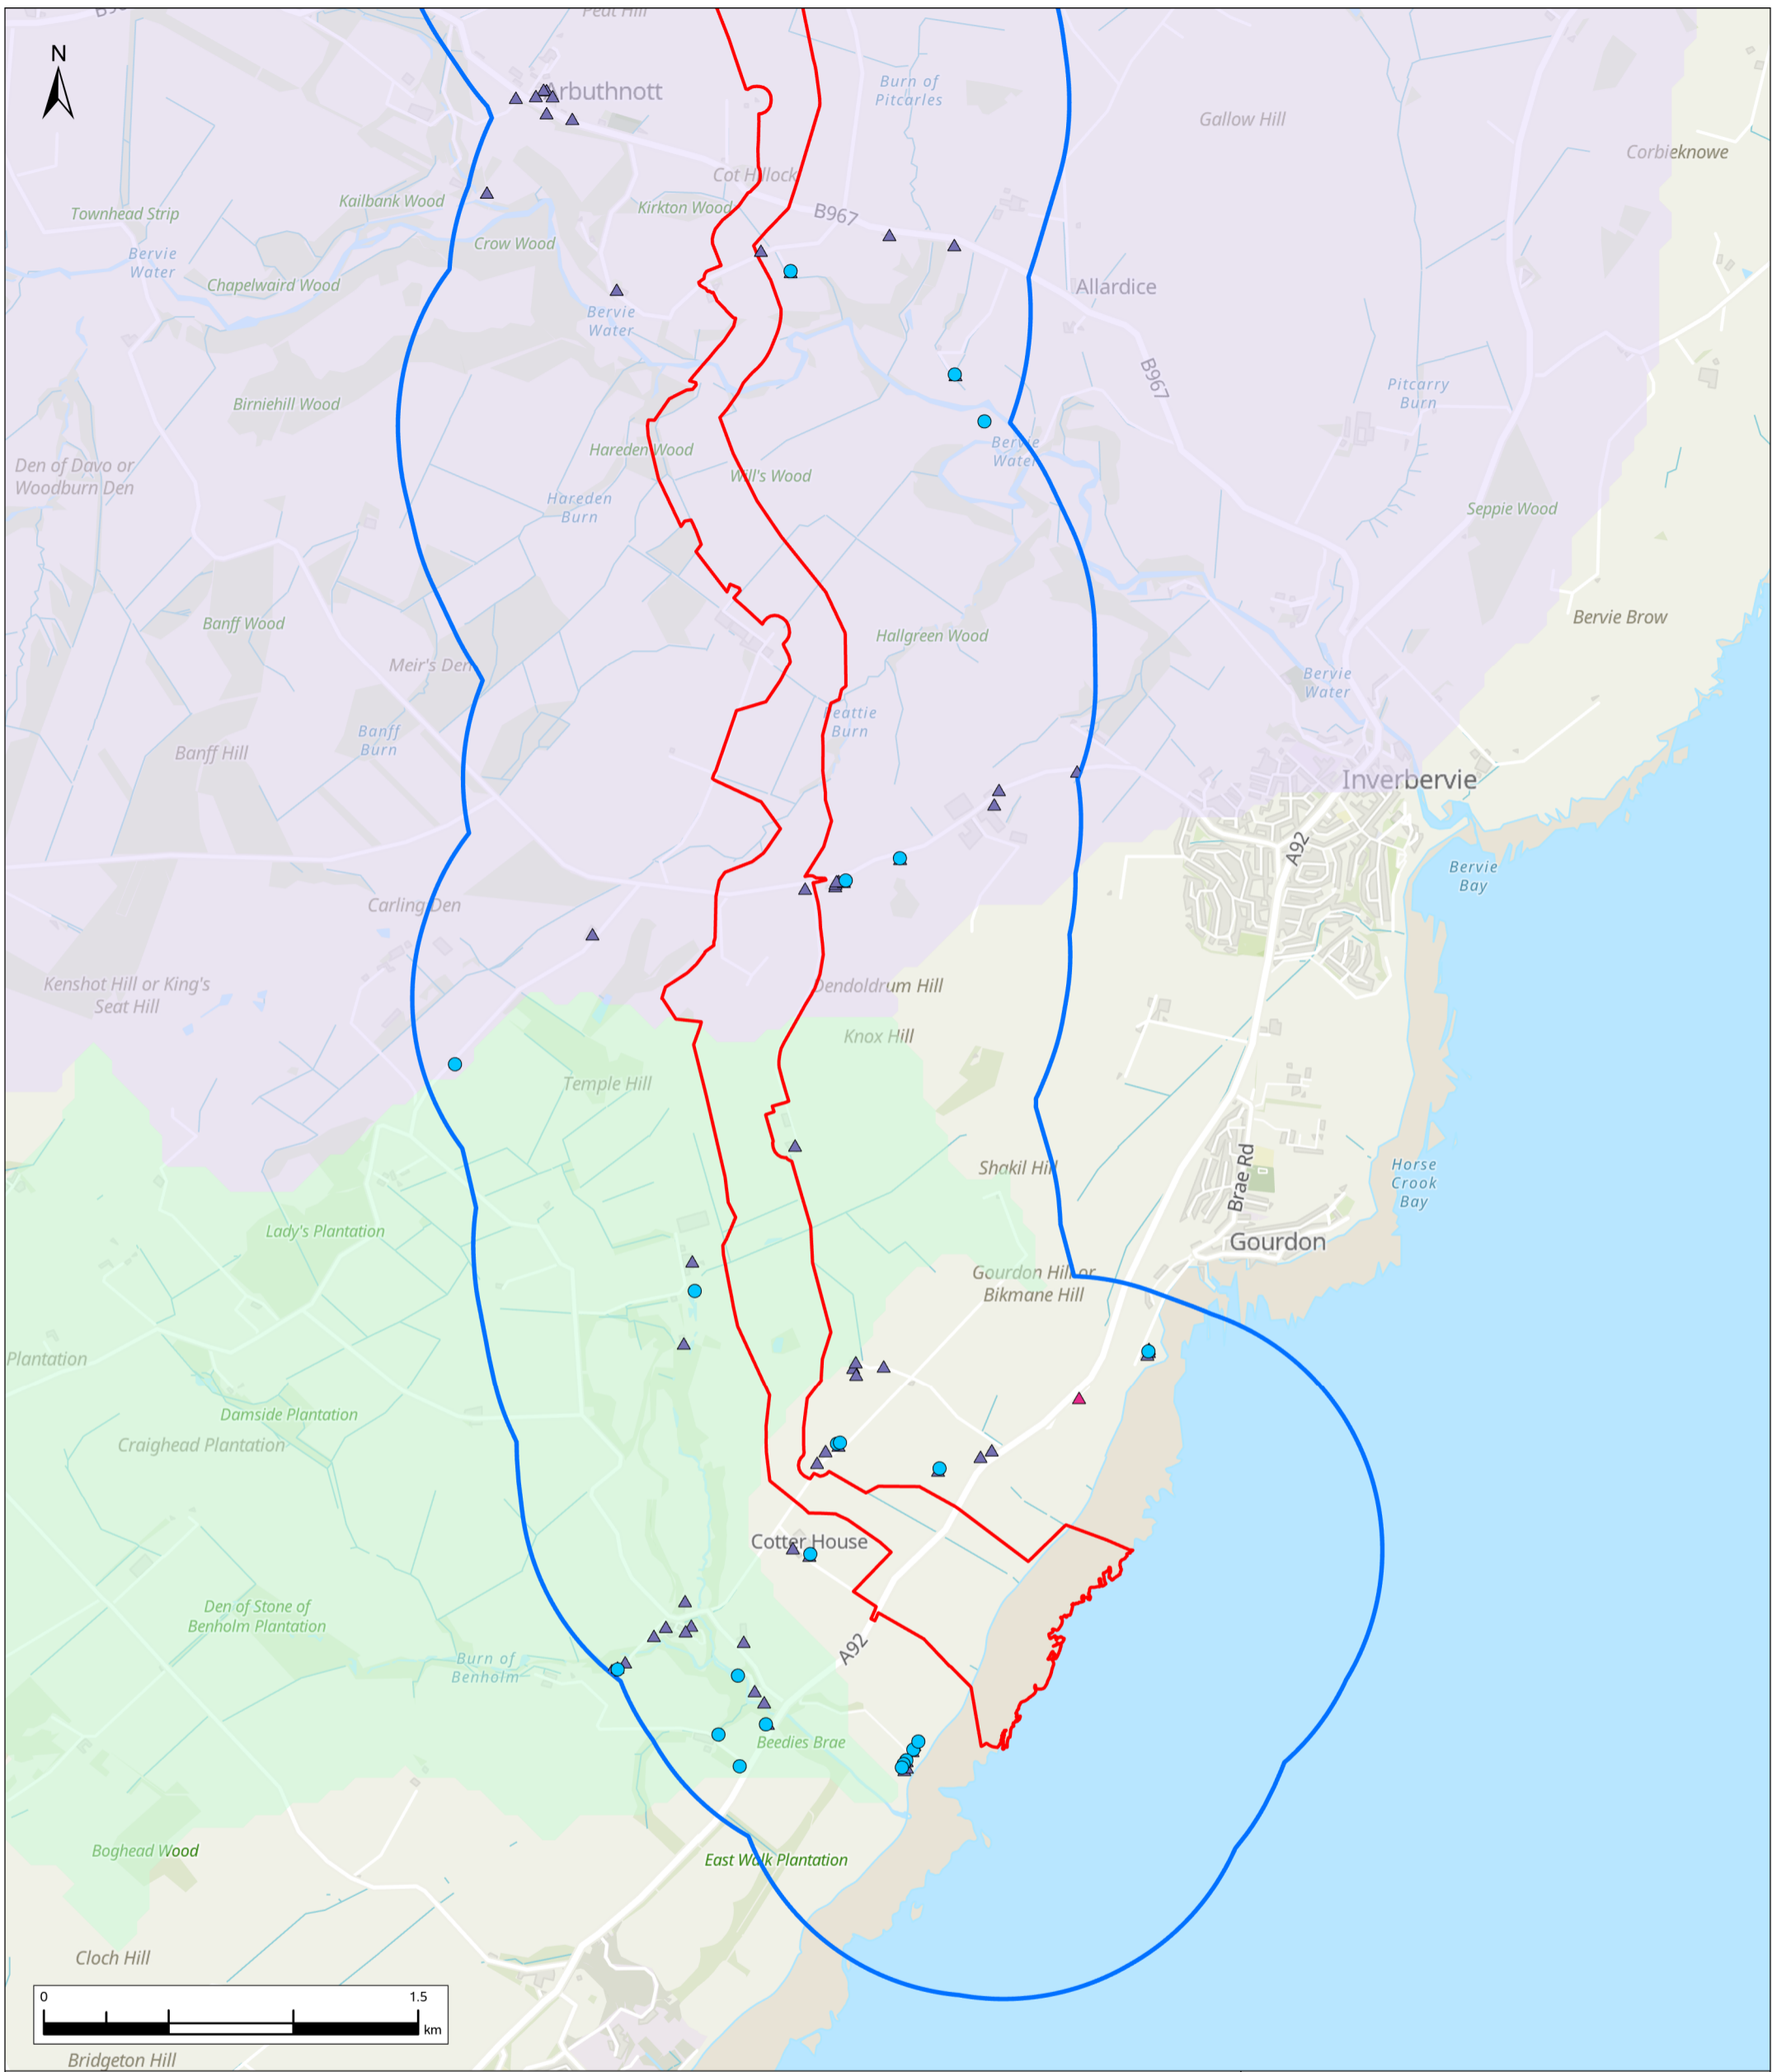 Peat Hill
N
Arbuthnott
Burn of
Pitcarles
Gallow Hill
Corbieknowe
Cot Hillock
Kailbank Wood
Townhead Strip
Kirkton Wood
B967
Crow Wood
Bervie
Water
Chapelwaird Wood
Allardice
Bervie
Water
B967
Birniehill Wood
Pitcarry
Burn
Hareden Wood
Bervie
Water
Den of Davo or
Woodburn Den
Will's Wood
Hareden
Burn
Seppie Wood
Banff Wood
Bervie Brow
Hallgreen Wood
Meir's Den
Bervie
Water
Banff
Burn
Beattie
Burn
Banff Hill
Inverbervie
A92
Bervie
Bay
Carling Den
Kenshot Hill or King's
Seat Hill
Dendoldrum Hill
Knox Hill
Temple Hill
Shakil Hill
Brae Rd
Horse
Crook
Bay
Lady's Plantation
Gourdon
Gourdon Hill or
Bikmane Hill
Plantation
Damside Plantation
Craighead Plantation
Cotter House
Den of Stone of
Benholm Plantation
A92
Burn of
Benholm
Beedies Brae
Boghead Wood
East Walk Plantation
Cloch Hill
0 1.5
km
Bridgeton Hill